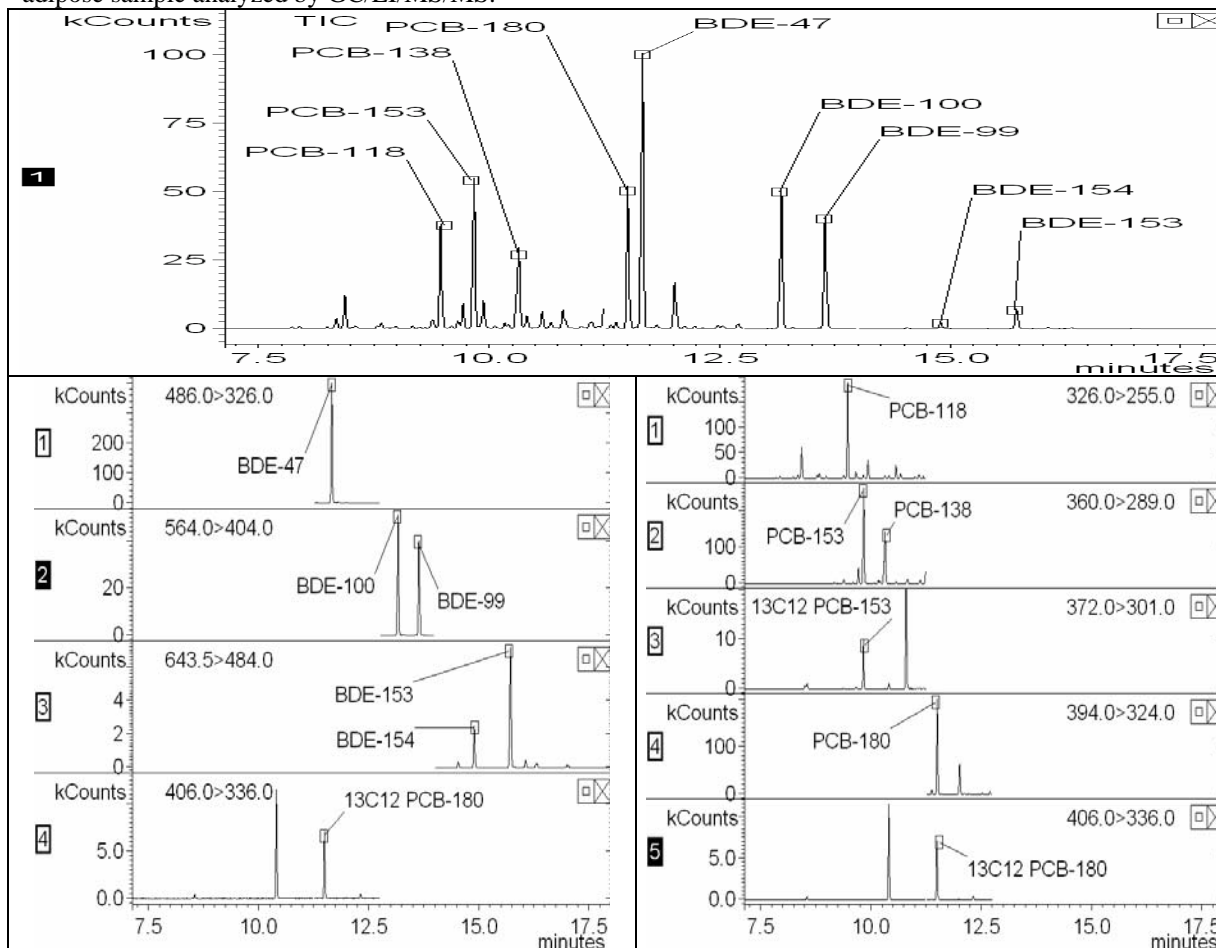 kCounts TIC PCB-180 BDE-47
100
PCB-138
BDE-100
75
PCB-153
BDE-99
PCB-118
1
50
BDE-154
BDE-153
25
0
7.5 10.0 12.5 15.0 17.5
minutes
kCounts 486.0>326.0
1
200
100
0
BDE-47
kCounts 564.0>404.0
2
20
0
BDE-100
BDE-99
kCounts 643.5>484.0
3
4
2
0
BDE-153
BDE-154
kCounts 406.0>336.0
4
5.0
0.0
13C12 PCB-180
7.5 10.0 12.5 15.0 17.5
minutes
kCounts 326.0>255.0
1
100
50
0
PCB-118
kCounts 360.0>289.0
2
100
0
PCB-153
PCB-138
kCounts 372.0>301.0
3
10
0
13C12 PCB-153
kCounts 394.0>324.0
4
100
0
PCB-180
kCounts 406.0>336.0
5
5.0
0.0
13C12 PCB-180
7.5 10.0 12.5 15.0 17.5
minutes